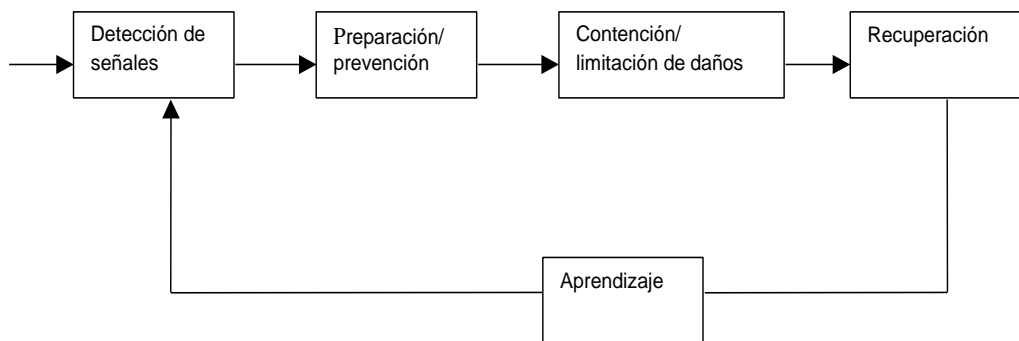 Detección de
señales
Preparación/
prevención
Contención/
limitación de daños
Recuperación
Aprendizaje